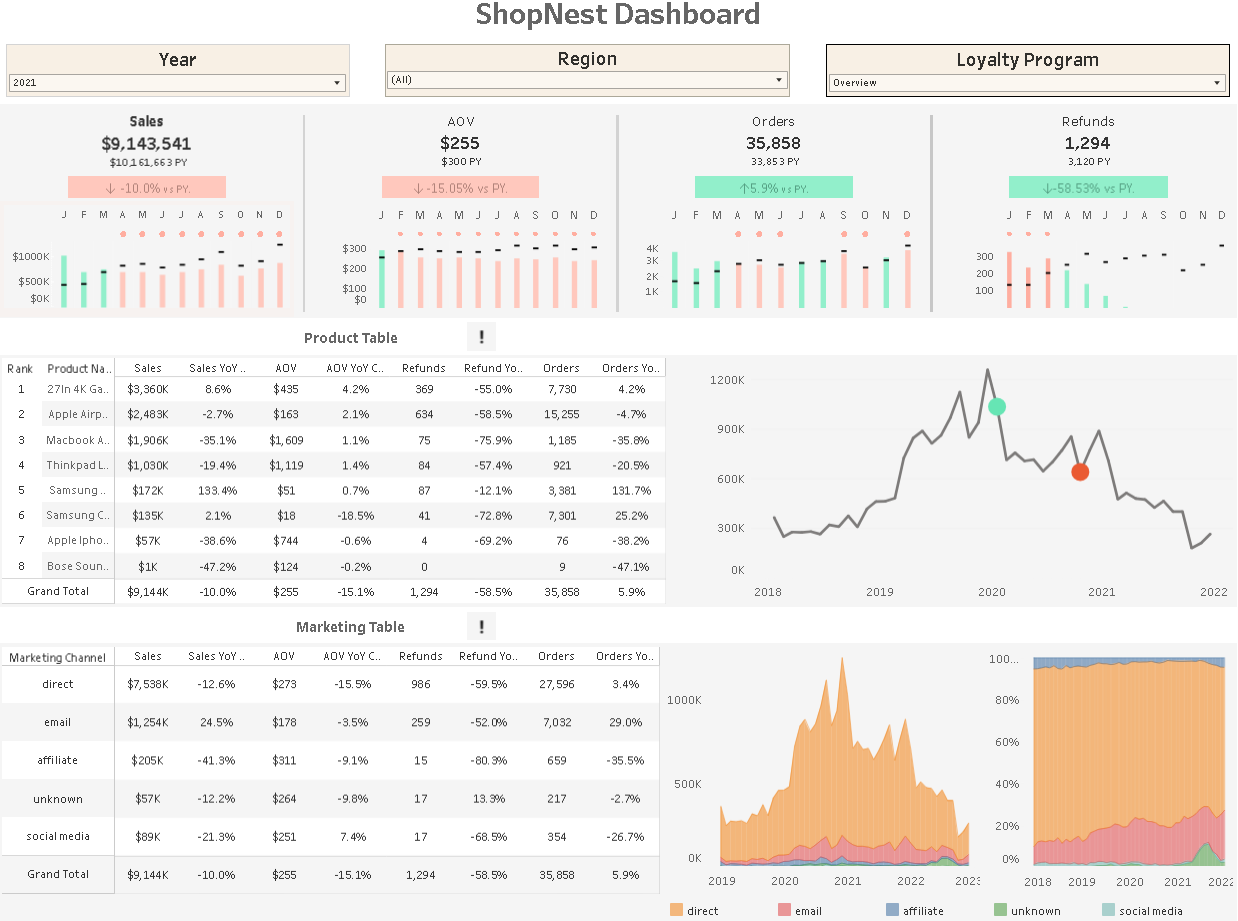 ShopNest Dashboard
Year Region Loyalty Program
2021 (All) Overview
Sales AOV Orders Refunds
$9,143,541 $255 35,858 1,294
$10,161,663 PY $300 PY 33,853 PY 3,120 PY
↓ -10.0% vs PY. ↓ -15.05% vs PY. ↑5.9% vs PY. ↓-58.53% vs PY.
J F M A M J J A S O N D J F M A M J J A S O N D J F M A M J J A S O N D J F M A M J J A S O N D
$1000K $500K $0K
$300 $200 $100 $0
4K 3K 2K 1K
300 200 100
Product Table !
Rank Product Na.. Sales Sales YoY .. AOV AOV YoY C.. Refunds Refund Yo.. Orders Orders Yo..
1 27In 4K Ga.. $3,360K 8.6% $435 4.2% 369 -55.0% 7,730 4.2%
2 Apple Airp.. $2,483K -2.7% $163 2.1% 634 -58.5% 15,255 -4.7%
3 Macbook A.. $1,906K -35.1% $1,609 1.1% 75 -75.9% 1,185 -35.8%
4 Thinkpad L.. $1,030K -19.4% $1,119 1.4% 84 -57.4% 921 -20.5%
5 Samsung .. $172K 133.4% $51 0.7% 87 -12.1% 3,381 131.7%
6 Samsung C.. $135K 2.1% $18 -18.5% 41 -72.8% 7,301 25.2%
7 Apple Ipho.. $57K -38.6% $744 -0.6% 4 -69.2% 76 -38.2%
8 Bose Soun.. $1K -47.2% $124 -0.2% 0 9 -47.1%
Grand Total $9,144K -10.0% $255 -15.1% 1,294 -58.5% 35,858 5.9%
1200K
900K
600K
300K
0K
2018 2019 2020 2021 2022
Marketing Table !
Marketing Channel Sales Sales YoY .. AOV AOV YoY C.. Refunds Refund Yo.. Orders Orders Yo..
direct $7,538K -12.6% $273 -15.5% 986 -59.5% 27,596 3.4%
email $1,254K 24.5% $178 -3.5% 259 -52.0% 7,032 29.0%
affiliate $205K -41.3% $311 -9.1% 15 -80.3% 659 -35.5%
unknown $57K -12.2% $264 -9.8% 17 13.3% 217 -2.7%
social media $89K -21.3% $251 7.4% 17 -68.5% 354 -26.7%
Grand Total $9,144K -10.0% $255 -15.1% 1,294 -58.5% 35,858 5.9%
1000K
500K
0K
2019 2020 2021 2022 2023
100...
80%
60%
40%
20%
0%
2018 2019 2020 2021 2022
direct email affiliate unknown social media